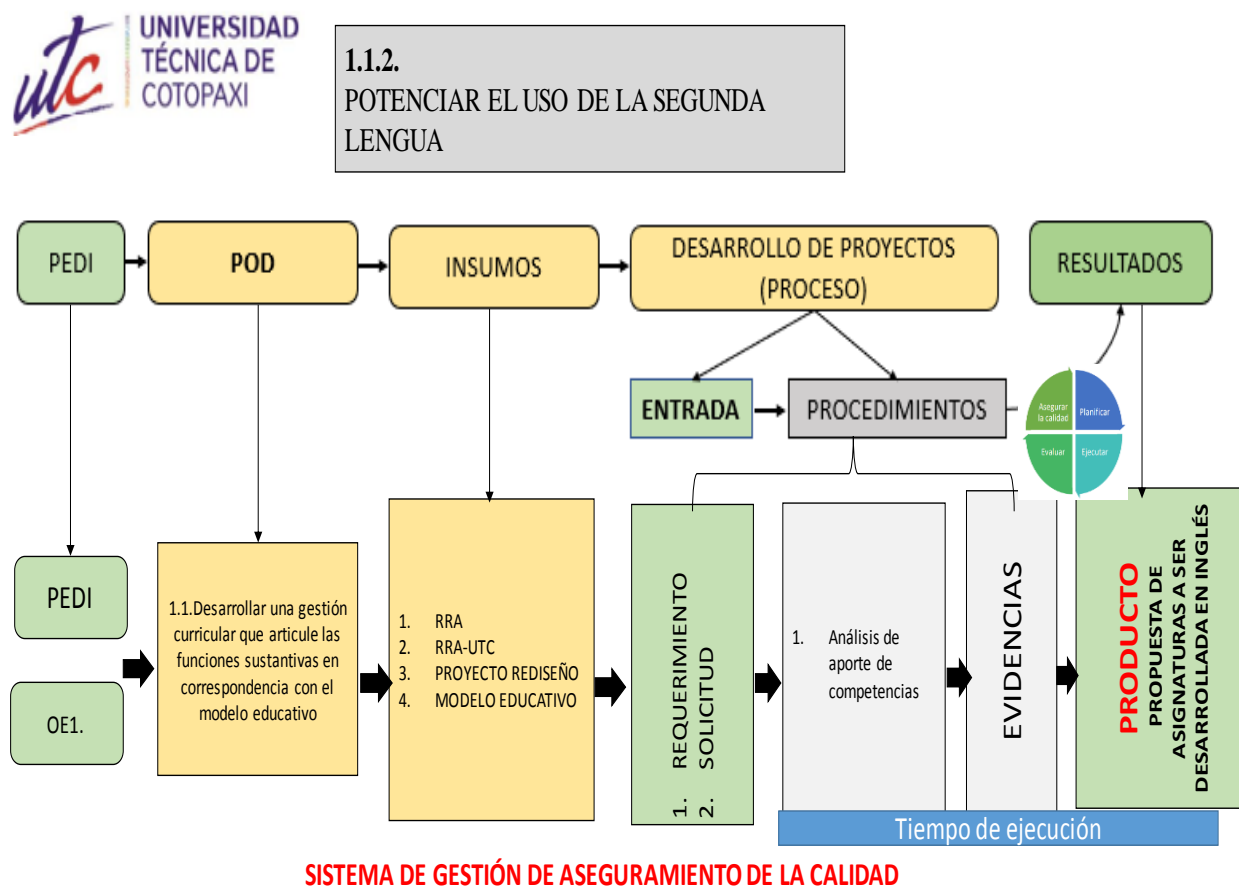 utc
UNIVERSIDAD
TÉCNICA DE
COTOPAXI
1.1.2.
POTENCIAR EL USO DE LA SEGUNDA
LENGUA
PEDI
POD
INSUMOS
DESARROLLO DE PROYECTOS
(PROCESO)
RESULTADOS
ENTRADA
PROCEDIMIENTOS
Asegurar
la calidad
Planificar
Evaluar
Ejecutar
PEDI
OE1.
1.1.Desarrollar una gestión
curricular que articule las
funciones sustantivas en
correspondencia con el
modelo educativo
1. RRA
2. RRA-UTC
3. PROYECTO REDISEÑO
4. MODELO EDUCATIVO
1. REQUERIMIENTO
2. SOLICITUD
1. Análisis de
aporte de
competencias
EVIDENCIAS
PRODUCTO
PROPUESTA DE
ASIGNATURAS A SER
DESARROLLADA EN INGLÉS
Tiempo de ejecución
SISTEMA DE GESTIÓN DE ASEGURAMIENTO DE LA CALIDAD